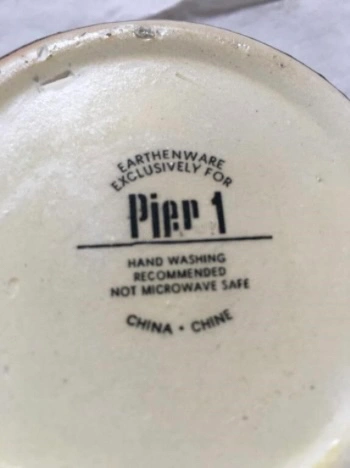 EARTHENWARE
EXCLUSIVELY FOR
Pier 1
HAND WASHING
RECOMMENDED
NOT MICROWAVE SAFE
CHINA • CHINE